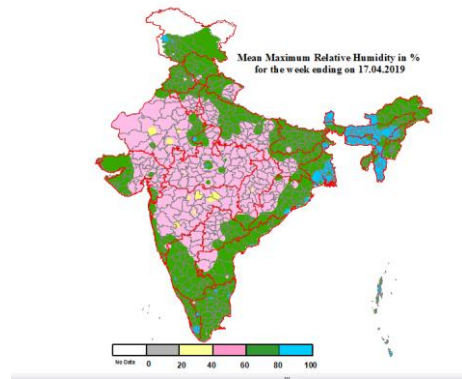 Mean Maximum Relative Humidity in %
for the week ending on 17.04.2019
No Data 0 20 40 60 80 100